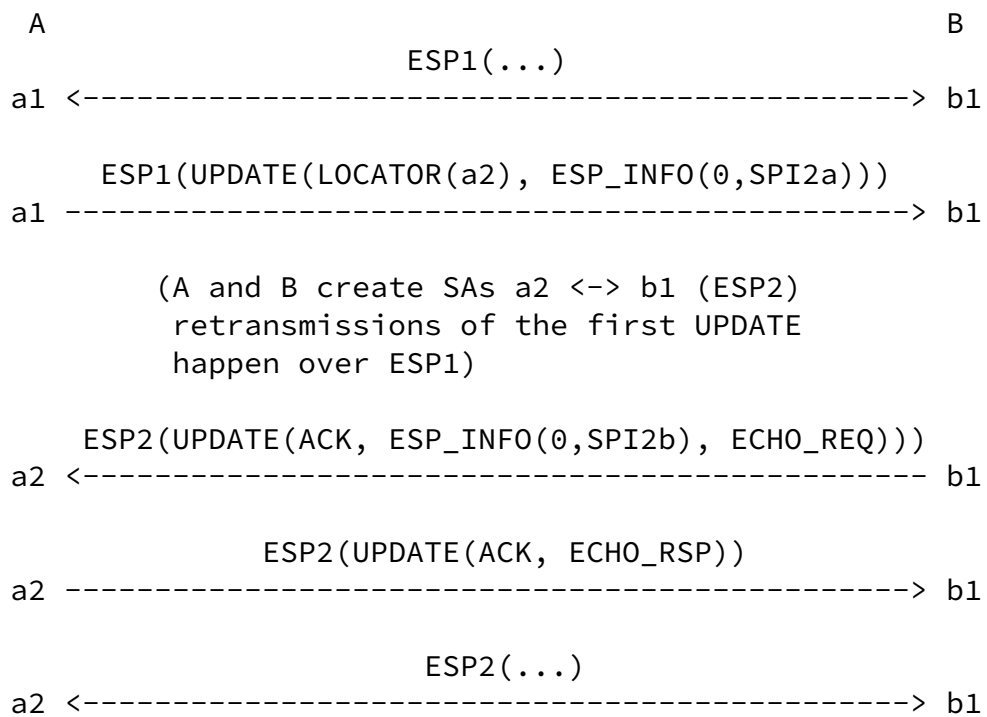 A B
ESP1(...)
a1 <-----------------------------------------------> b1
ESP1(UPDATE(LOCATOR(a2), ESP_INFO(0,SPI2a)))
a1 -----------------------------------------------> b1
(A and B create SAs a2 <-> b1 (ESP2)
retransmissions of the first UPDATE
happen over ESP1)
ESP2(UPDATE(ACK, ESP_INFO(0,SPI2b), ECHO_REQ)))
a2 <----------------------------------------------- b1
ESP2(UPDATE(ACK, ECHO_RSP))
a2 -----------------------------------------------> b1
ESP2(...)
a2 <-----------------------------------------------> b1